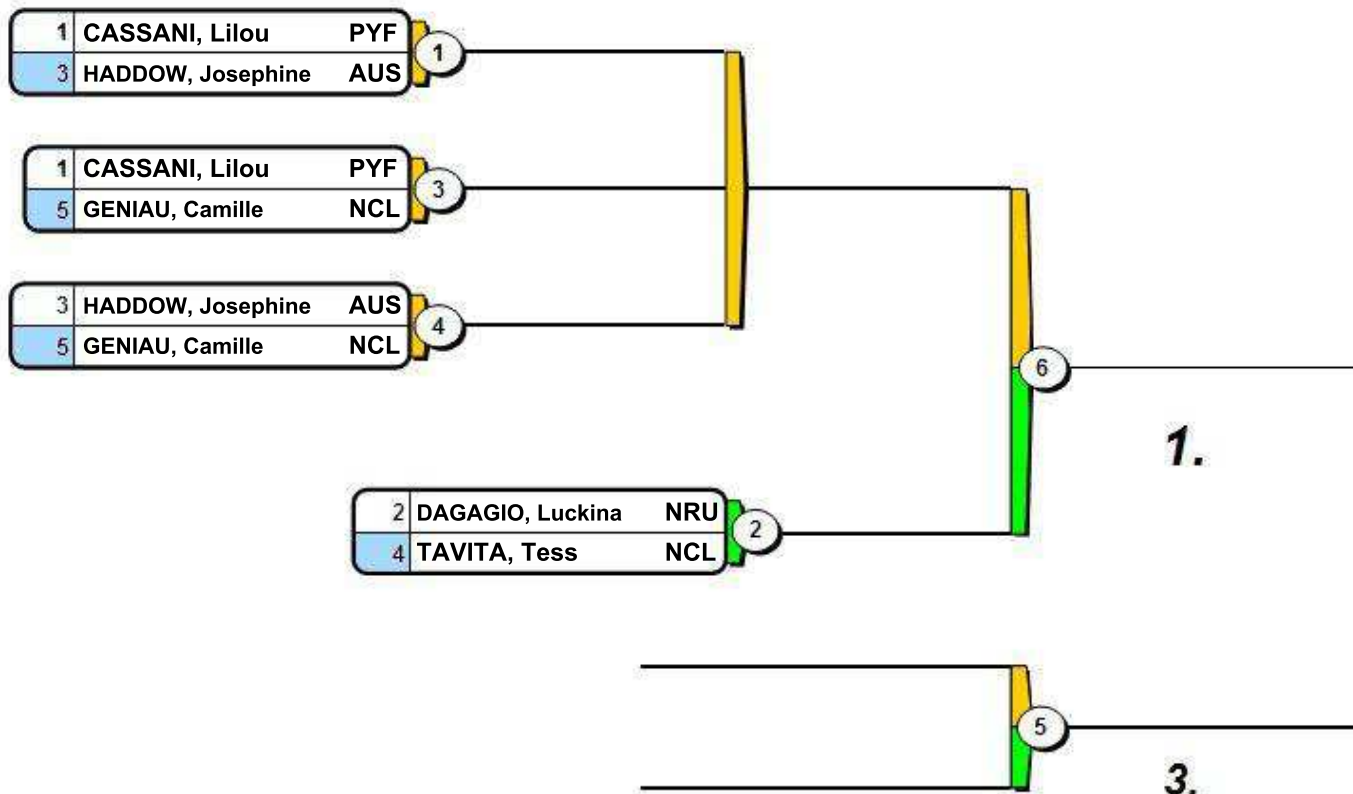 1 CASSANI, Lilou PYF
3 HADDOW, Josephine AUS
1
1 CASSANI, Lilou PYF
5 GENIAU, Camille NCL
3
3 HADDOW, Josephine AUS
5 GENIAU, Camille NCL
4
6
1.
2 DAGAGIO, Luckina NRU
4 TAVITA, Tess NCL
2
5
3.